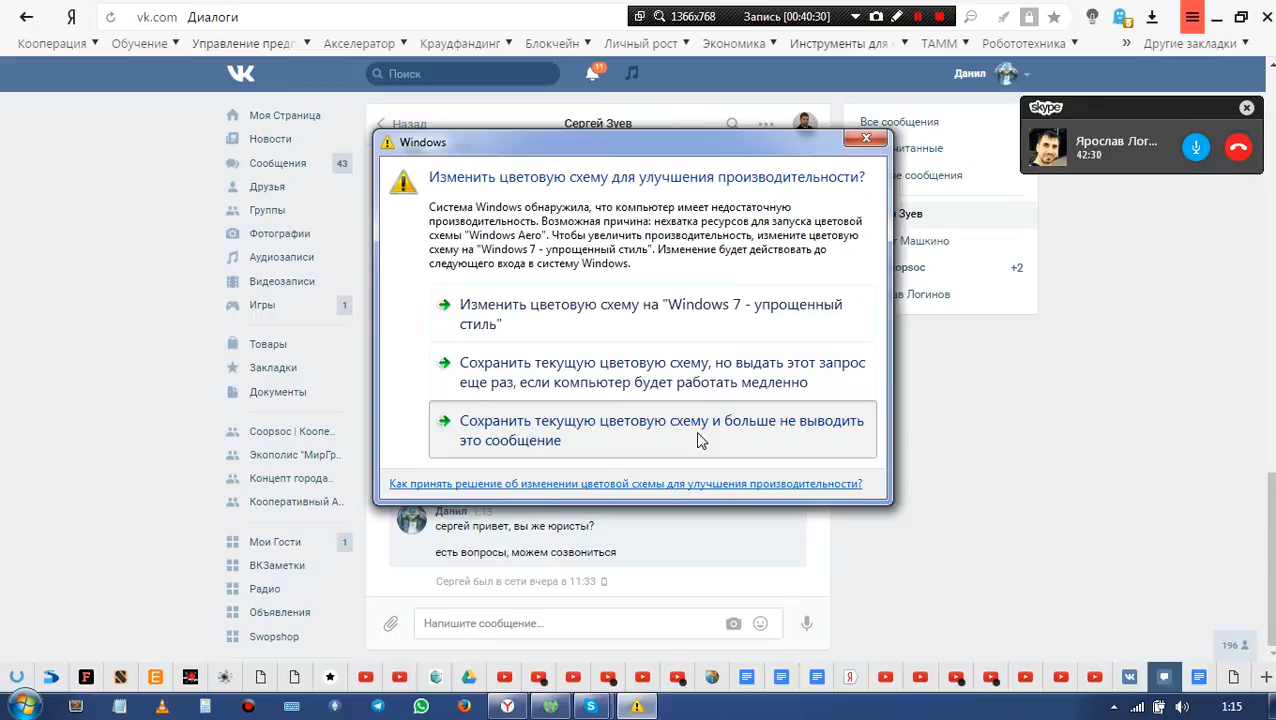 Я
vk.com Диалоги
1366x768
Запись [00:40:30]
Кооперация
Обучение
Управление пред
Акселератор
Краудфандинг
Блокчейн
Личный рост
Экономика
Инструменты для
ТАММ
Робототехника
»
Другие закладки
Поиск
11
Данил
Моя Страница
Новости
Сообщения 43
Друзья
Группы
Фотографии
Аудиозаписи
Видеозаписи
Игры 1
Товары
Закладки
Документы
Coopsoc | Коопе..
Экополис "МирГр..
Концепт города..
Кооперативный А..
Мои Гости 1
ВКЗаметки
Радио
Объявления
Swopshop
Назад
Сергей Зуев
Windows
Изменить цветовую схему для улучшения производительности?
Система Windows обнаружила, что компьютер имеет недостаточную
производительность. Возможная причина: нехватка ресурсов для запуска цветовой
схемы "Windows Aero". Чтобы увеличить производительность, измените цветовую
схему на "Windows 7 - упрощенный стиль". Изменение будет действовать до
следующего входа в систему Windows.
Изменить цветовую схему на "Windows 7 - упрощенный
стиль"
Сохранить текущую цветовую схему, но выдать этот запрос
еще раз, если компьютер будет работать медленно
Сохранить текущую цветовую схему и больше не выводить
это сообщение
Как принять решение об изменении цветовой схемы для улучшения производительности?
Данил 1:13
сергей привет, вы же юристы?
есть вопросы, можем созвониться
Сергей был в сети вчера в 11:33
Напишите сообщение...
Все сообщения
читанные
е сообщения
Зуев
Машкино
opsoc +2
ав Логинов
skype
Ярослав Лог...
42:30
196
1:15